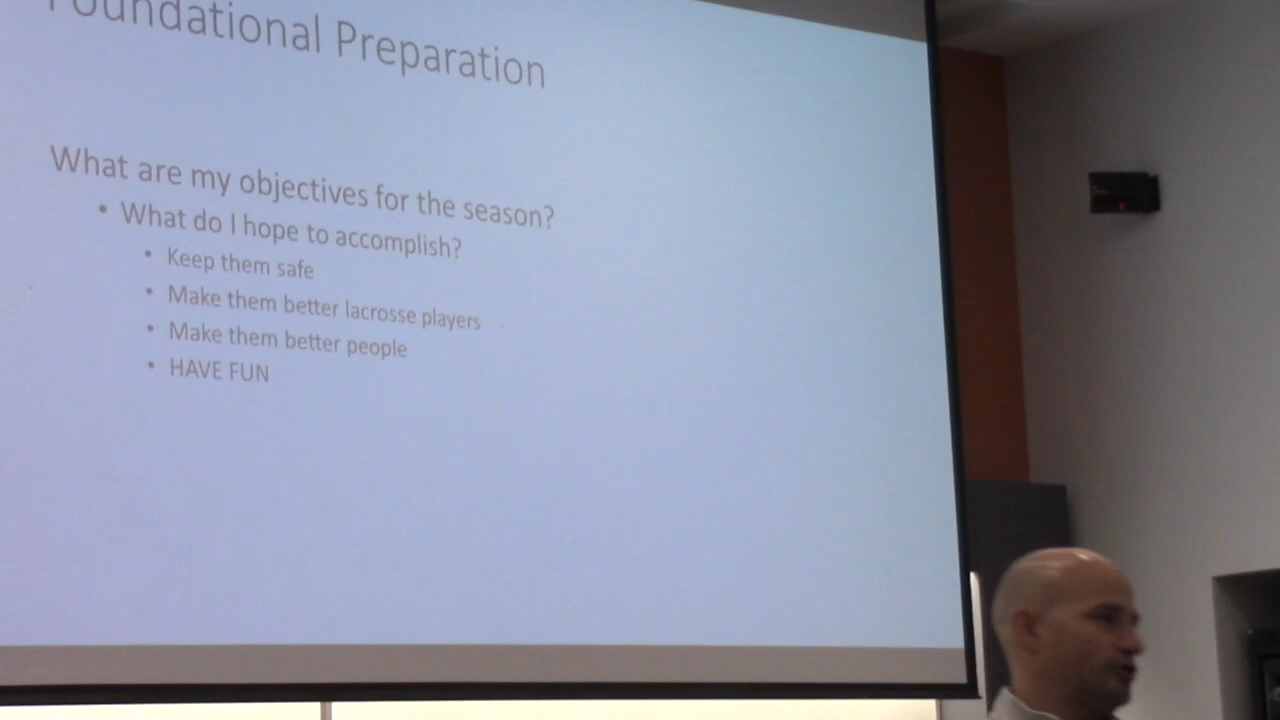 Foundational Preparation
What are my objectives for the season?
• What do I hope to accomplish?
• Keep them safe
• Make them better lacrosse players
• Make them better people
• HAVE FUN